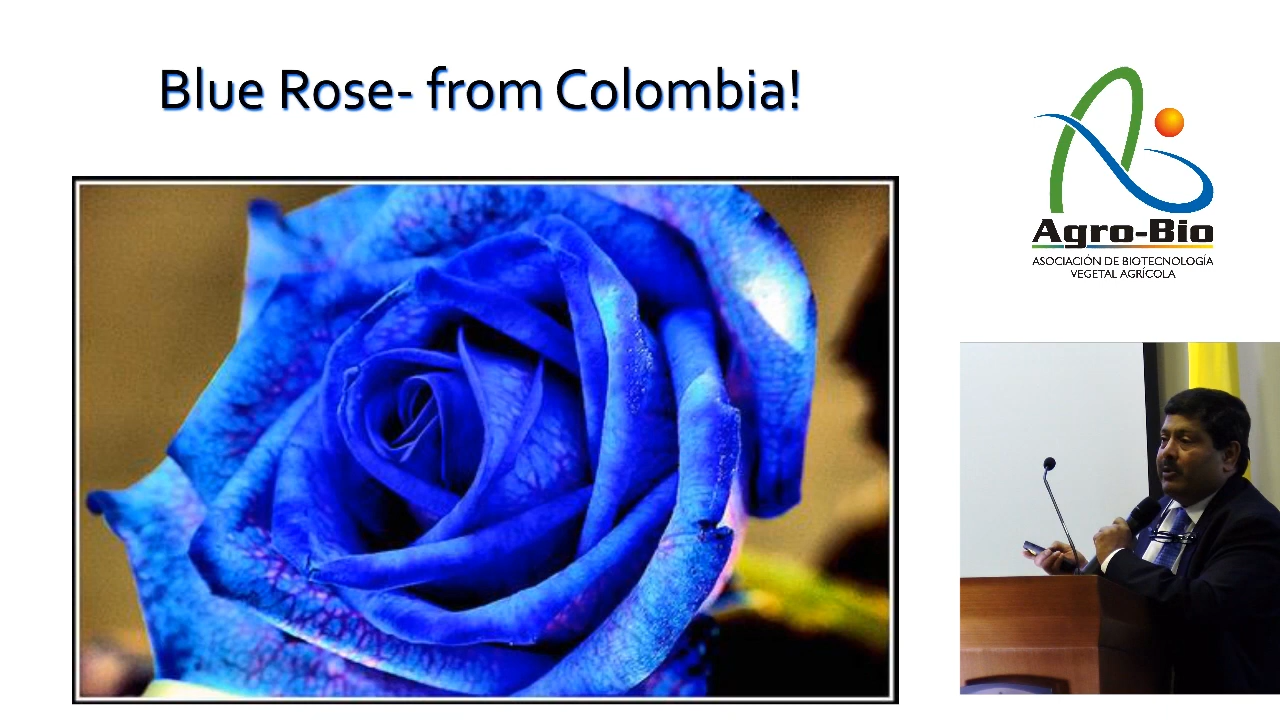 Blue Rose- from Colombia!
Agro-Bio
ASOCIACIÓN DE BIOTECNOLOGÍA
VEGETAL AGRÍCOLA